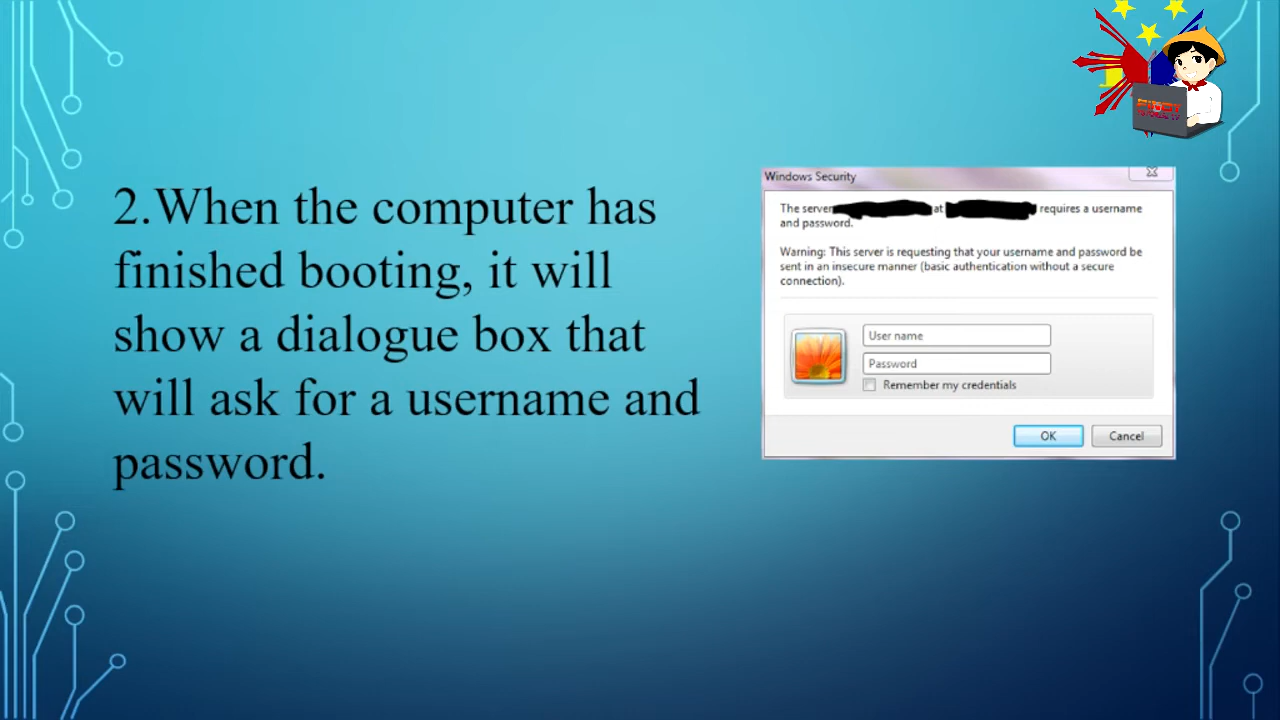 2.When the computer has
finished booting, it will
show a dialogue box that
will ask for a username and
password.
Windows Security
The server at requires a username
and password.
Warning: This server is requesting that your username and password be
sent in an insecure manner (basic authentication without a secure
connection).
User name
Password
Remember my credentials
OK
Cancel